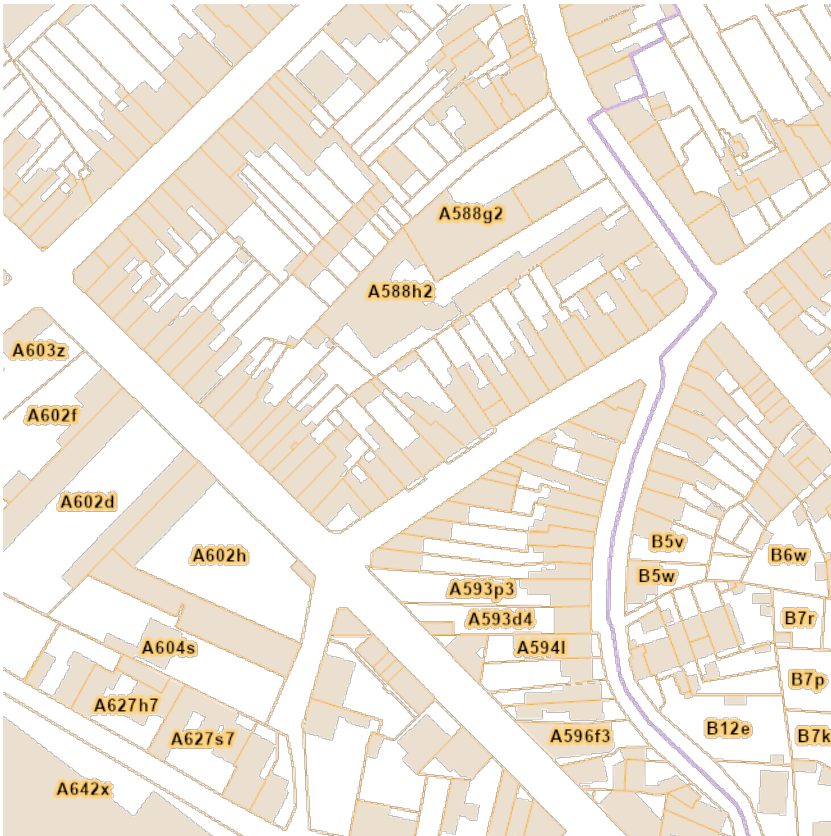 A588g2
A588h2
A603z
A602f
A602d
A602h
B5v
B6w
B5w
A593p3
A593d4
B7r
A604s
A594l
B7p
A627h7
B12e
A596f3
B7k
A627s7
A642x